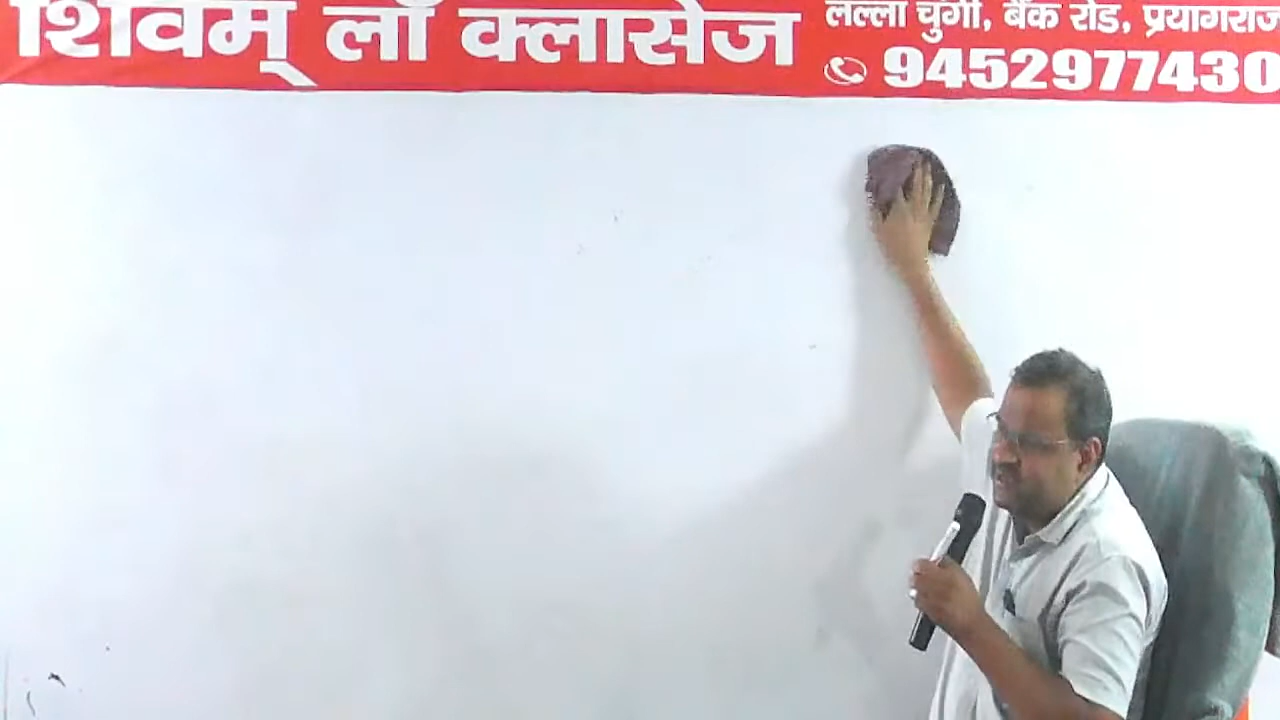 शिवम् लॉ क्लासेज
लल्ला चुंगी, बैंक रोड, प्रयागराज
9452977430